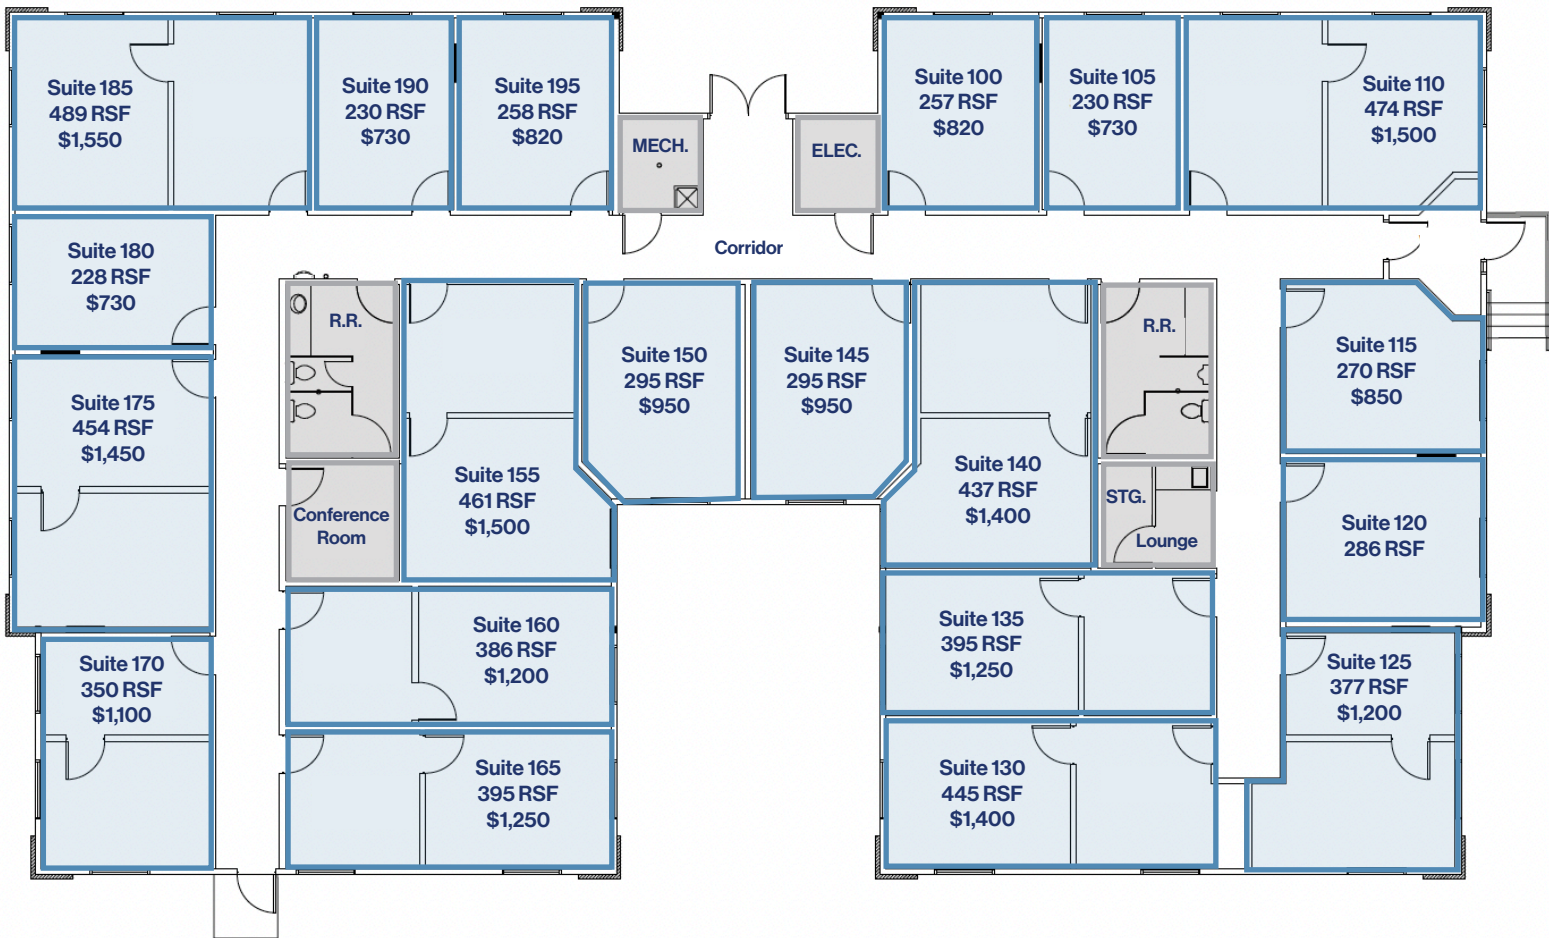 Suite 185
489 RSF
$1,550
Suite 190
230 RSF
$730
Suite 195
258 RSF
$820
MECH.
ELEC.
Suite 100
257 RSF
$820
Suite 105
230 RSF
$730
Suite 110
474 RSF
$1,500
Suite 180
228 RSF
$730
Corridor
R.R.
Suite 150
295 RSF
$950
Suite 145
295 RSF
$950
R.R.
Suite 115
270 RSF
$850
Suite 175
454 RSF
$1,450
Suite 155
461 RSF
$1,500
Suite 140
437 RSF
$1,400
Conference
Room
STG.
Lounge
Suite 120
286 RSF
Suite 170
350 RSF
$1,100
Suite 160
386 RSF
$1,200
Suite 135
395 RSF
$1,250
Suite 125
377 RSF
$1,200
Suite 165
395 RSF
$1,250
Suite 130
445 RSF
$1,400